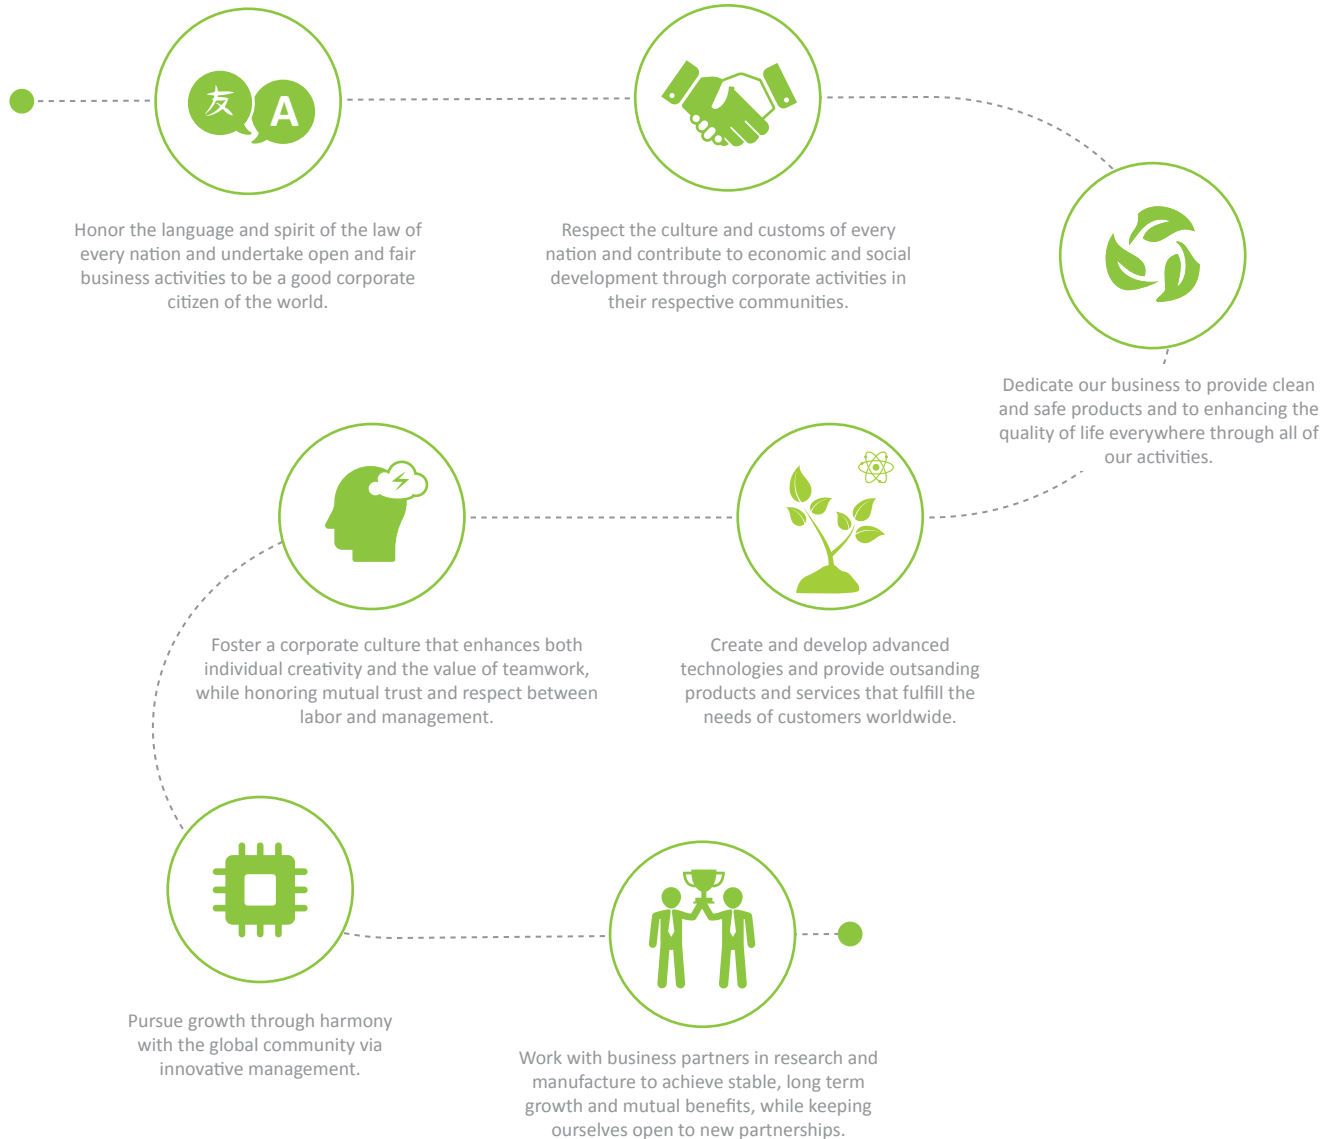 友 A
Honor the language and spirit of the law of
every nation and undertake open and fair
business activities to be a good corporate
citizen of the world.
Respect the culture and customs of every
nation and contribute to economic and social
development through corporate activities in
their respective communities.
Dedicate our business to provide clean
and safe products and to enhancing the
quality of life everywhere through all of
our activities.
Create and develop advanced
technologies and provide outsanding
products and services that fulfill the
needs of customers worldwide.
Foster a corporate culture that enhances both
individual creativity and the value of teamwork,
while honoring mutual trust and respect between
labor and management.
Pursue growth through harmony
with the global community via
innovative management.
Work with business partners in research and
manufacture to achieve stable, long term
growth and mutual benefits, while keeping
ourselves open to new partnerships.